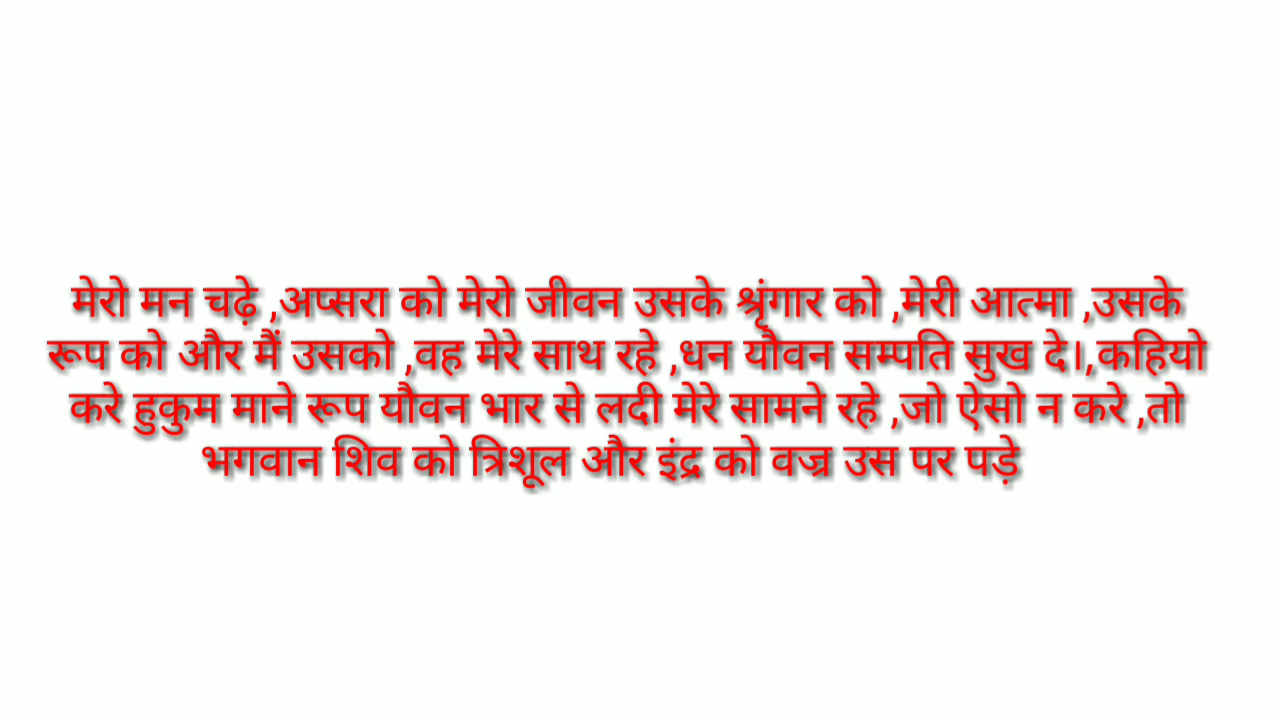 मेरो मन चढ़े ,अप्सरा को मेरो जीवन उसके श्रृंगार को ,मेरी आत्मा ,उसके
रूप को और मैं उसको ,वह मेरे साथ रहे ,धन यौवन सम्पति सुख दे।,कहियो
करे हुकुम माने रूप यौवन भार से लदी मेरे सामने रहे ,जो ऐसो न करे ,तो
भगवान शिव को त्रिशूल और इंद्र को वज्र उस पर पड़े